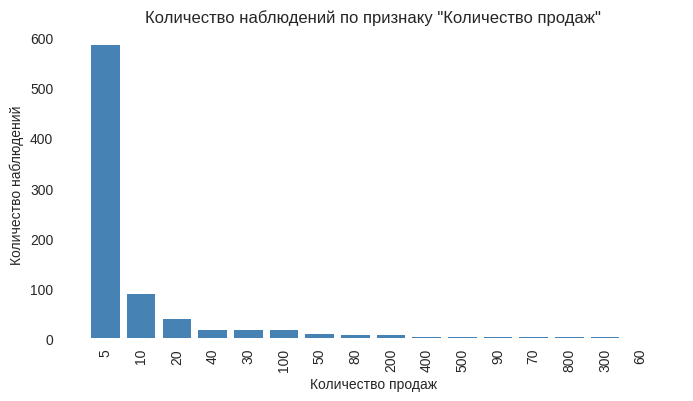 Количество наблюдений по признаку "Количество продаж"
600
500
400
300
200
100
0
Количество наблюдений
5 10 20 40 30 100 50 80 200 400 500 90 70 800 300 60
Количество продаж